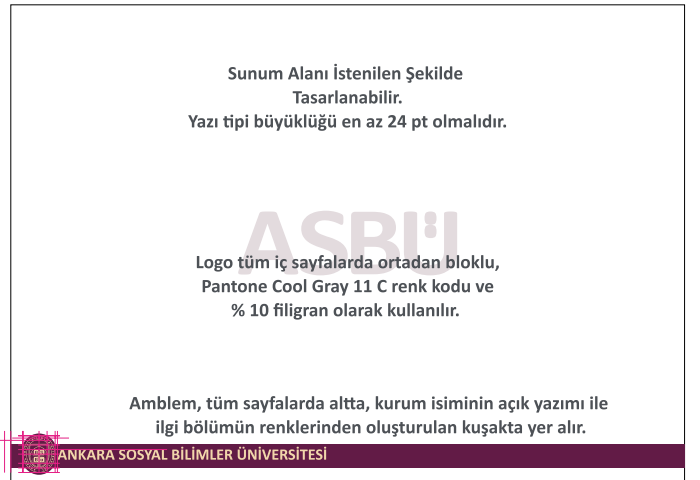 Sunum Alanı İstenilen Şekilde
Tasarlanabilir.
Yazı tipi büyüklüğü en az 24 pt olmalıdır.
ASBÜ
Logo tüm iç sayfalarda ortadan bloklu,
Pantone Cool Gray 11 C renk kodu ve
% 10 filigran olarak kullanılır.
Amblem, tüm sayfalarda altta, kurum isiminin açık yazımı ile
ilgi bölümün renklerinden oluşturulan kuşakta yer alır.
ANKARA SOSYAL BİLİMLER ÜNİVERSİTESİ